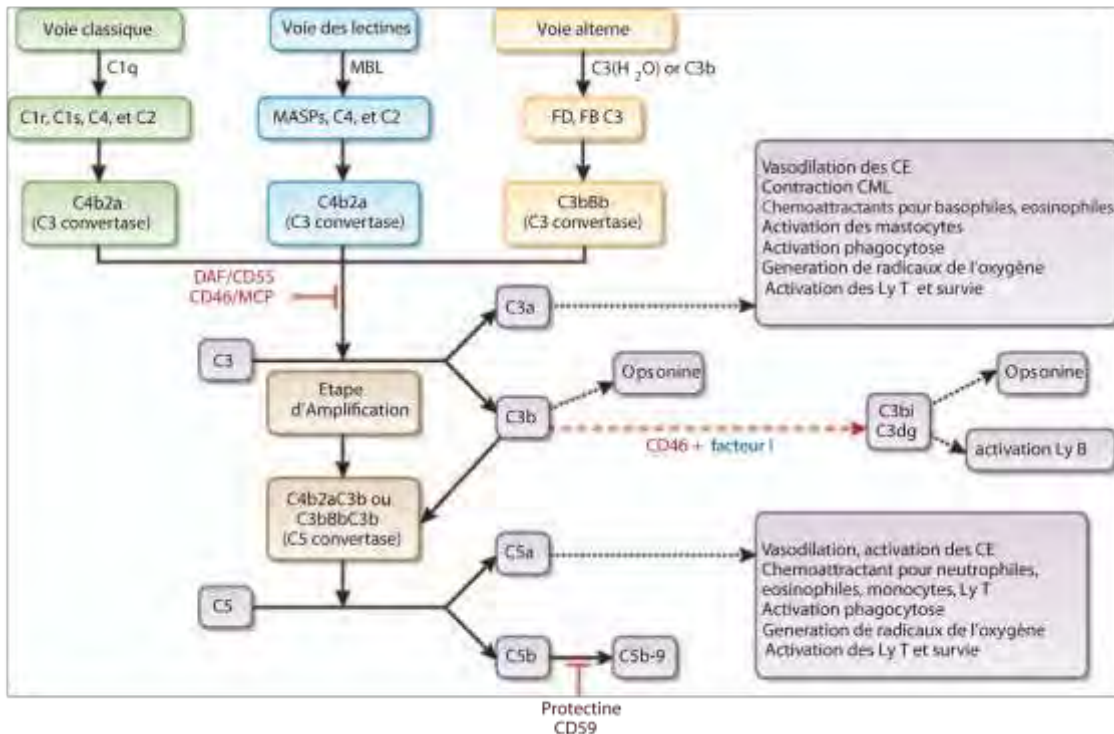 Voie classique
Voie des lectines
Voie alterne
C1q
MBL
C3(H2O) or C3b
C1r, C1s, C4, et C2
MASPs, C4, et C2
FD, FB C3
C4b2a
(C3 convertase)
C4b2a
(C3 convertase)
C3bBb
(C3 convertase)
Vasodilation des CE
Contraction CML
Chemoattractants pour basophiles, eosinophiles
Activation des mastocytes
Activation phagocytose
Generation de radicaux de l'oxygène
Activation des Ly T et survie
DAF/CD55
CD46/MCP
C3a
C3
Etape
d'Amplification
C3b
Opsonine
CD46 + facteur I
C3bi
C3dg
Opsonine
activation Ly B
C4b2aC3b ou
C3bBbC3b
(C5 convertase)
C5a
C5
C5b
C5b-9
Vasodilation, activation des CE
Chemoattractant pour neutrophiles,
eosinophiles, monocytes, Ly T
Activation phagocytose
Generation de radicaux de l'oxygène
Activation des Ly T et survie
Protectine
CD59